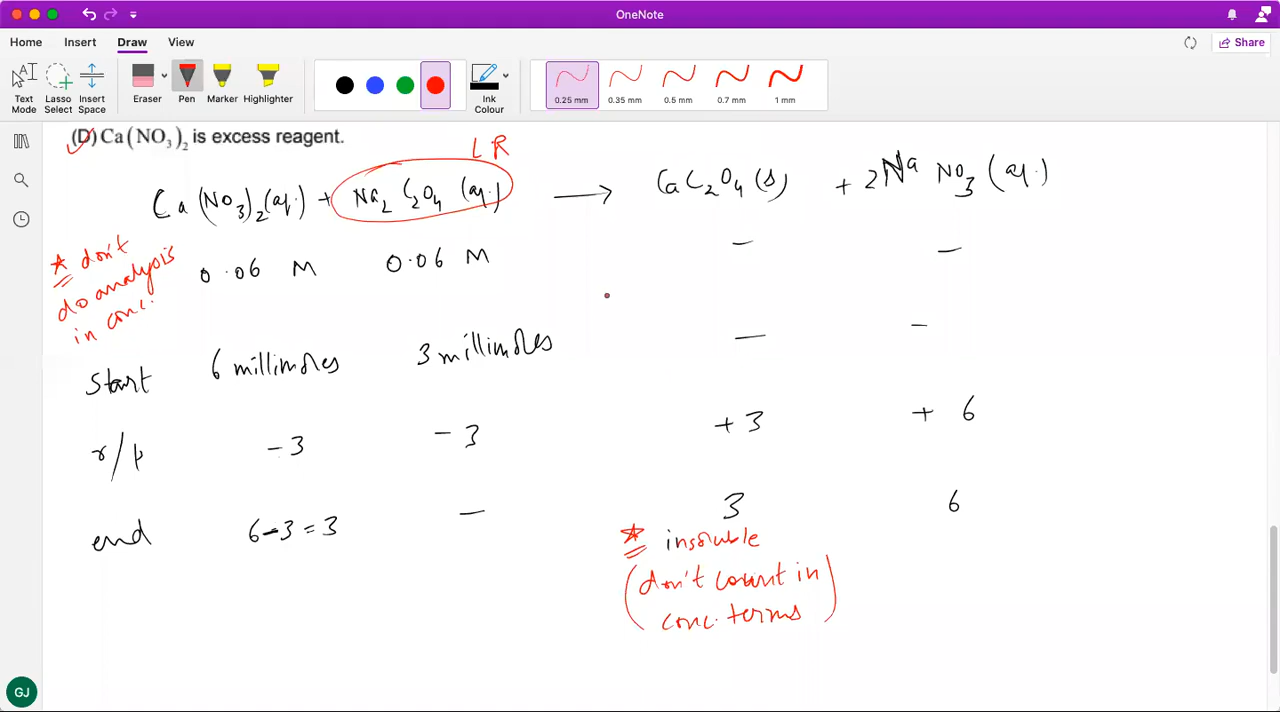 OneNote
Home Insert Draw View
Share
Text Mode
Lasso Select
Insert Space
Eraser
Pen
Marker
Highlighter
Ink Colour
0.25 mm
0.35 mm
0.5 mm
0.7 mm
1 mm
(D) Ca(NO₃)₂ is excess reagent.
LR
Ca(NO₃)₂(aq.) + Na₂C₂O₄(aq.) → CaC₂O₄(s) + 2NaNO₃(aq.)
* don't
do analysis
in conc.
0.06 M 0.06 M – –
Start 6 millimoles 3 millimoles – –
r/p -3 -3 +3 +6
end 6-3=3 – 3 6
* insoluble
(don't count in
conc. terms)
GJ